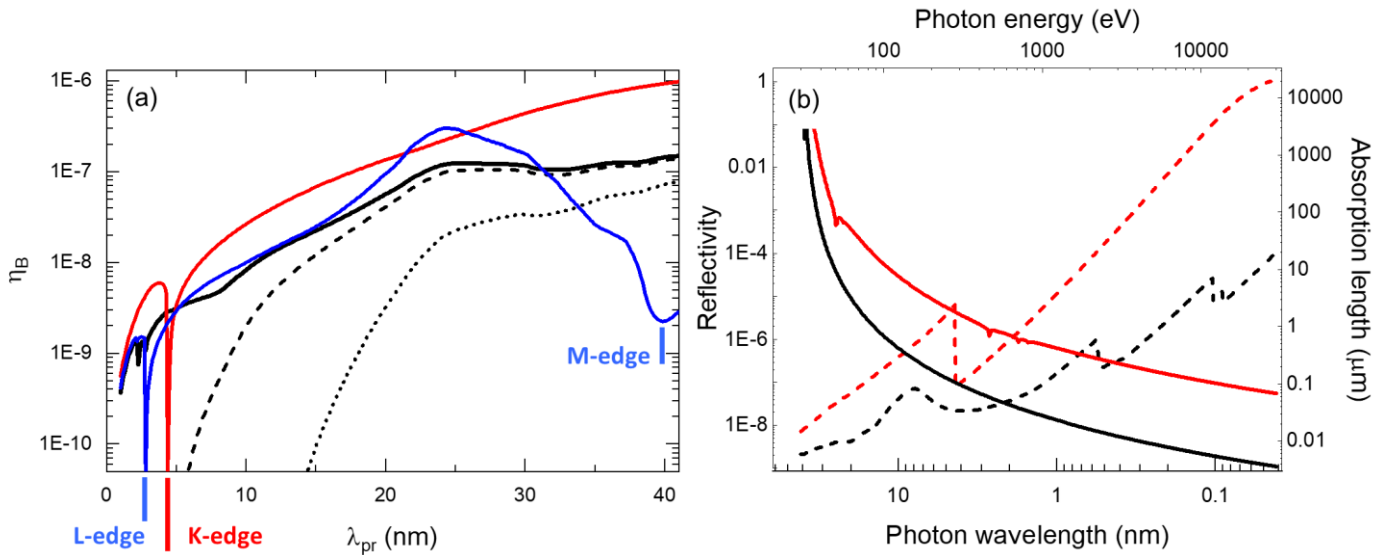 (a)
1E-6
1E-7
1E-8
1E-9
1E-10
η_B
0 10 20 30 40
λ_pr (nm)
L-edge
K-edge
M-edge
Photon energy (eV)
100 1000 10000
(b)
1
0.01
1E-4
1E-6
1E-8
Reflectivity
10000
1000
100
10
1
0.1
0.01
Absorption length (μm)
10 1 0.1
Photon wavelength (nm)